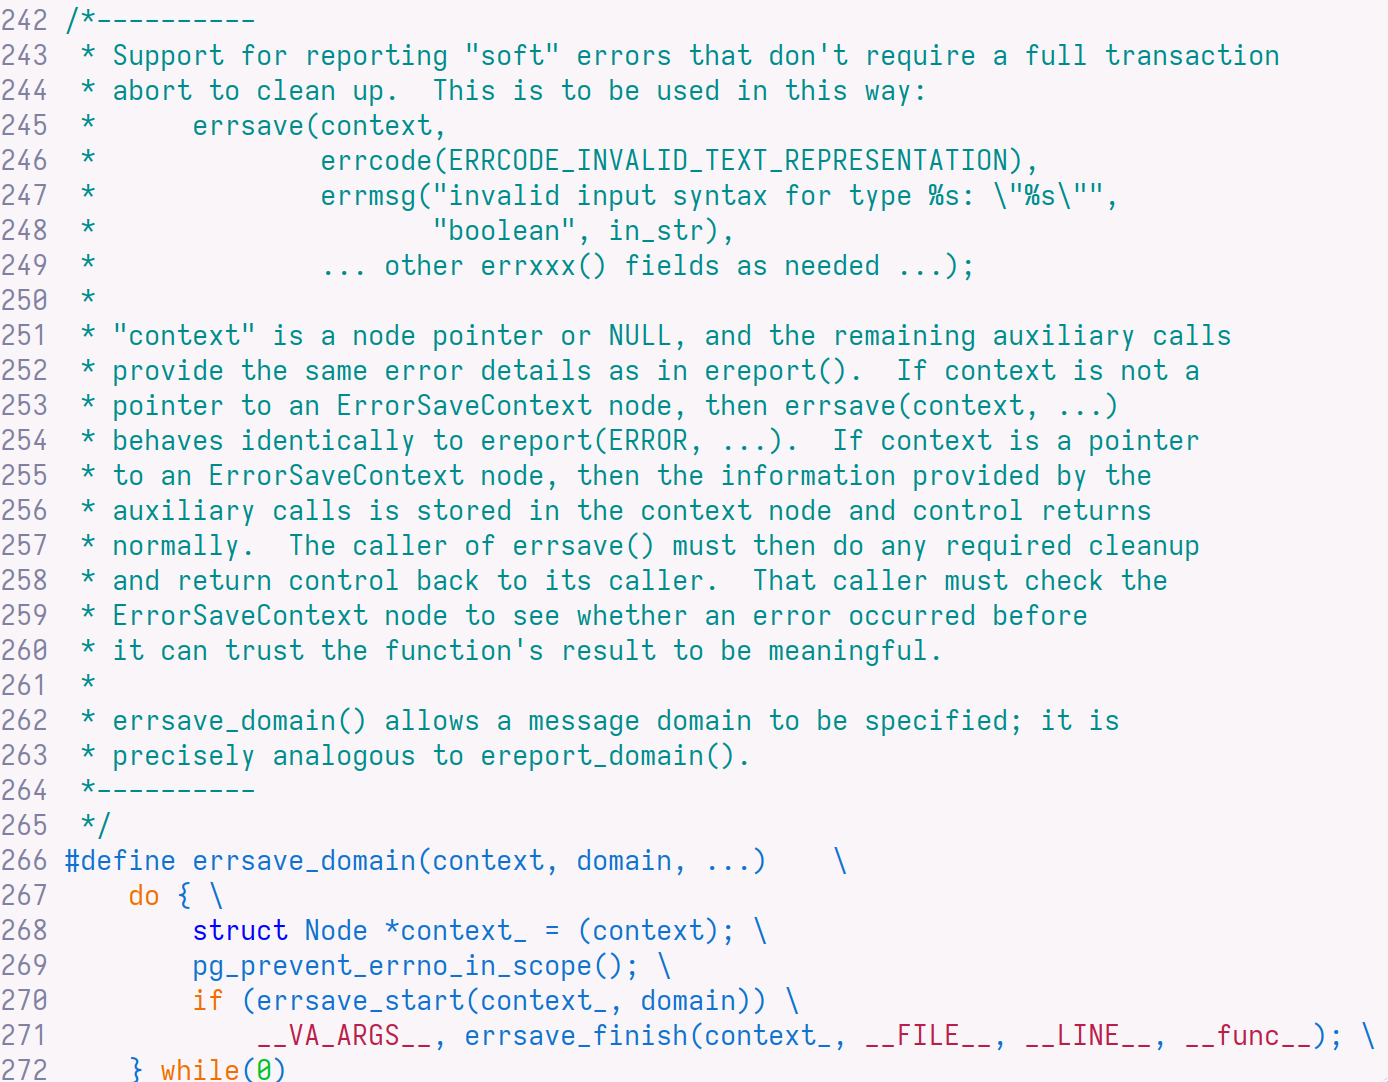 242 /*----------
243  * Support for reporting "soft" errors that don't require a full transaction
244  * abort to clean up.  This is to be used in this way:
245  *      errsave(context,
246  *              errcode(ERRCODE_INVALID_TEXT_REPRESENTATION),
247  *              errmsg("invalid input syntax for type %s: \"%s\"",
248  *                     "boolean", in_str),
249  *              ... other errxxx() fields as needed ...);
250  *
251  * "context" is a node pointer or NULL, and the remaining auxiliary calls
252  * provide the same error details as in ereport().  If context is not a
253  * pointer to an ErrorSaveContext node, then errsave(context, ...)
254  * behaves identically to ereport(ERROR, ...).  If context is a pointer
255  * to an ErrorSaveContext node, then the information provided by the
256  * auxiliary calls is stored in the context node and control returns
257  * normally.  The caller of errsave() must then do any required cleanup
258  * and return control back to its caller.  That caller must check the
259  * ErrorSaveContext node to see whether an error occurred before
260  * it can trust the function's result to be meaningful.
261  *
262  * errsave_domain() allows a message domain to be specified; it is
263  * precisely analogous to ereport_domain().
264  *----------
265  */
266 #define errsave_domain(context, domain, ...)    \
267     do { \
268         struct Node *context_ = (context); \
269         pg_prevent_errno_in_scope(); \
270         if (errsave_start(context_, domain)) \
271             __VA_ARGS__, errsave_finish(context_, __FILE__, __LINE__, __func__); \
272     } while(0)